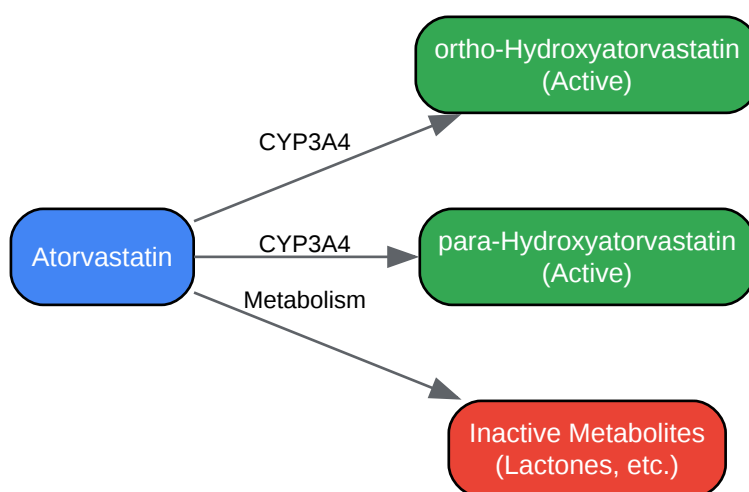 ortho-Hydroxyatorvastatin
(Active)
CYP3A4
Atorvastatin
CYP3A4
para-Hydroxyatorvastatin
(Active)
Metabolism
Inactive Metabolites
(Lactones, etc.)